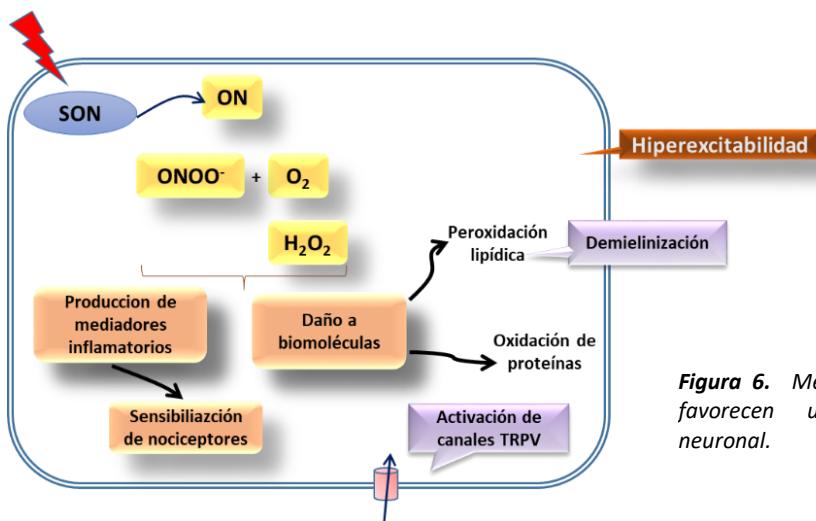 SON
ON
Hiperexcitabilidad
ONOO⁻ + O₂
H₂O₂
Peroxidación
lipídica
Demielinización
Produccion de
mediadores
inflamatorios
Daño a
biomoléculas
Oxidación de
proteínas
Sensibiliazción
de nociceptores
Activación de
canales TRPV
Figura 6.
favorecen
neuronal.